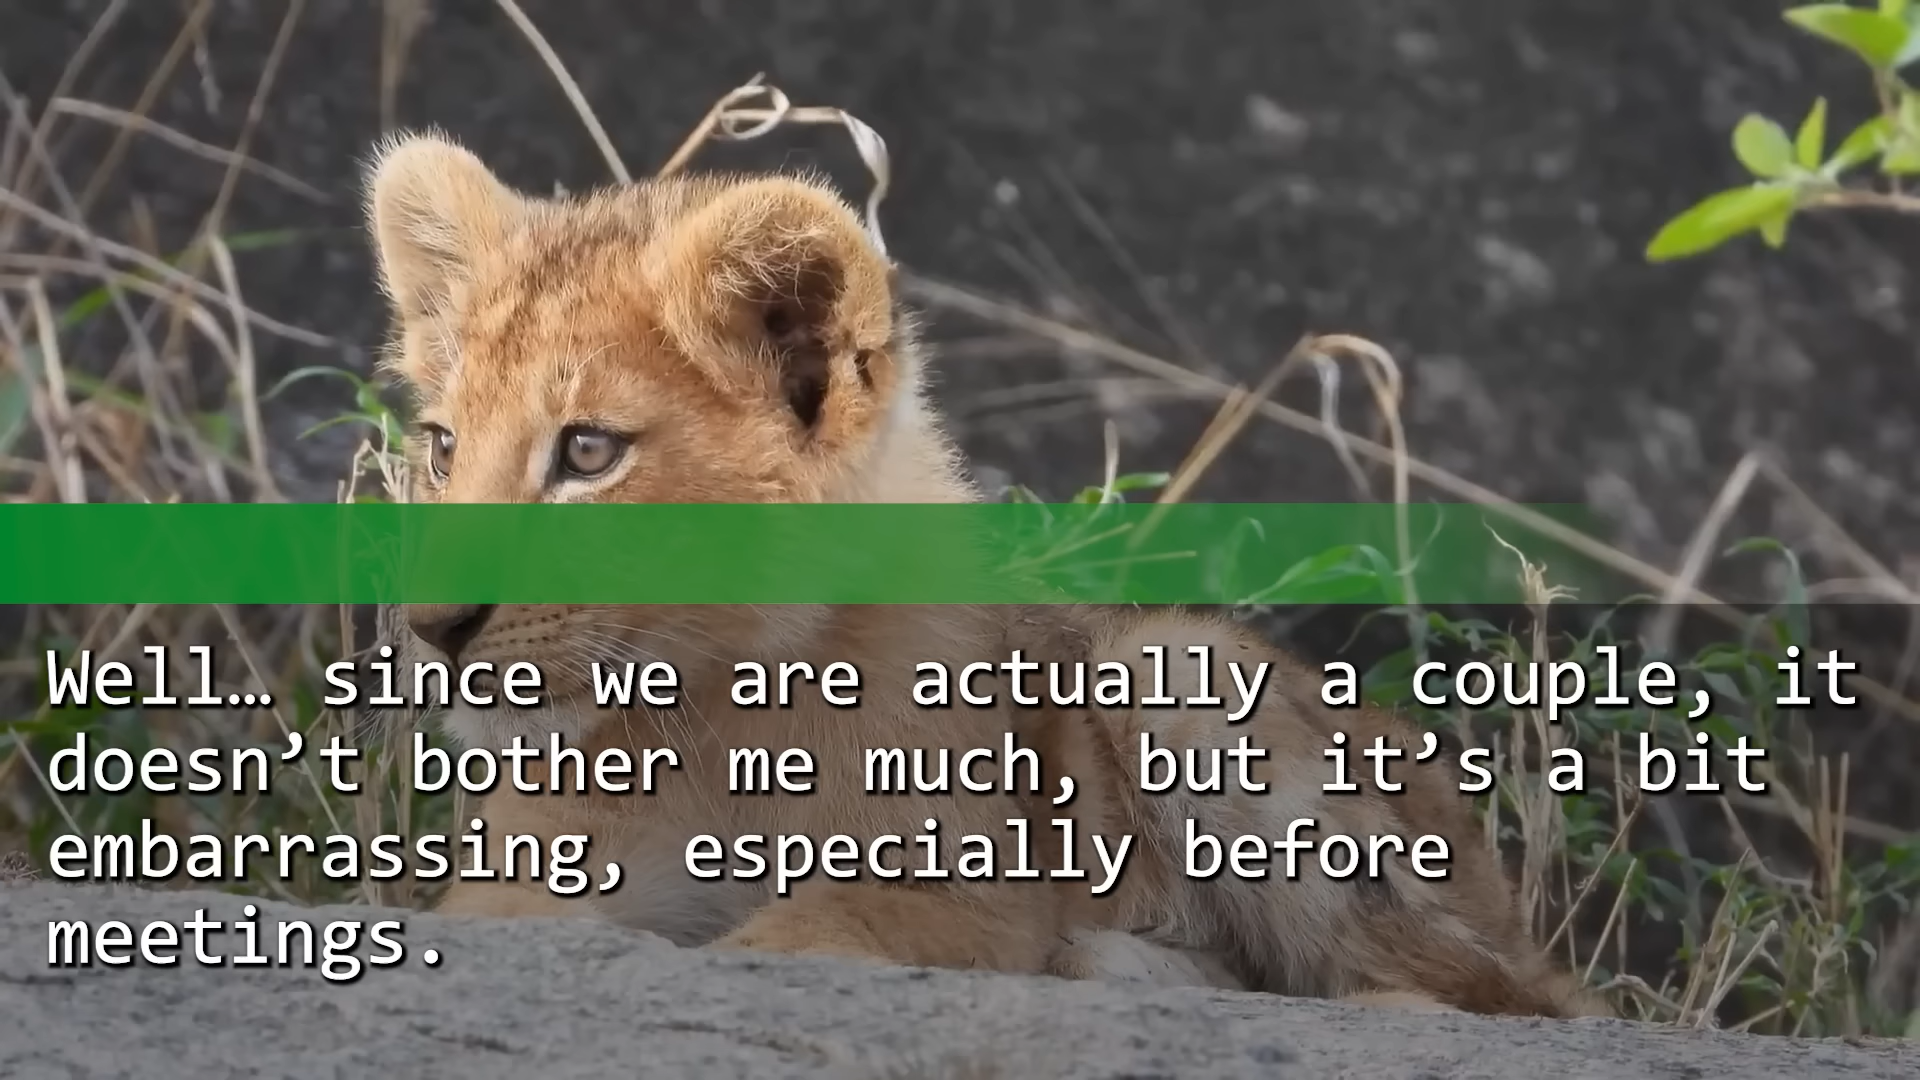 Well… since we are actually a couple, it
doesn’t bother me much, but it’s a bit
embarrassing, especially before
meetings.